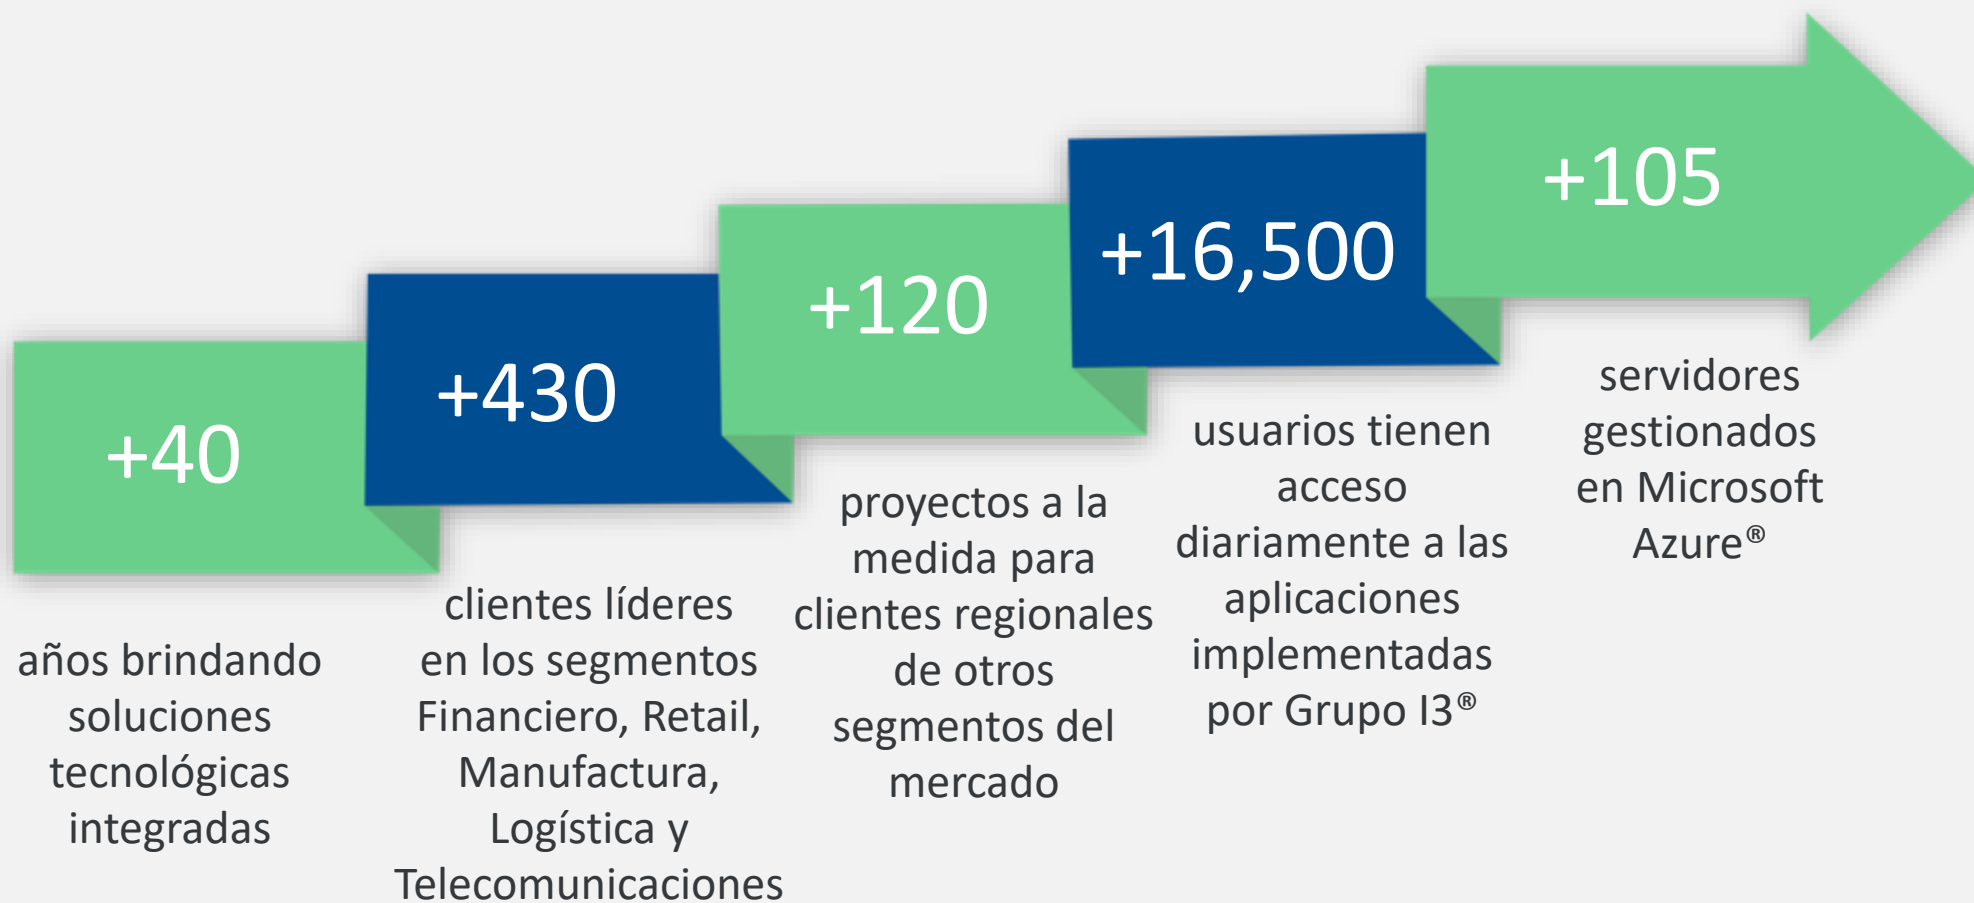 +40
años brindando
soluciones
tecnológicas
integradas
+430
clientes líderes
en los segmentos
Financiero, Retail,
Manufactura,
Logística y
Telecomunicaciones
+120
proyectos a la
medida para
clientes regionales
de otros
segmentos del
mercado
+16,500
usuarios tienen
acceso
diariamente a las
aplicaciones
implementadas
por Grupo I3®
+105
servidores
gestionados
en Microsoft
Azure®